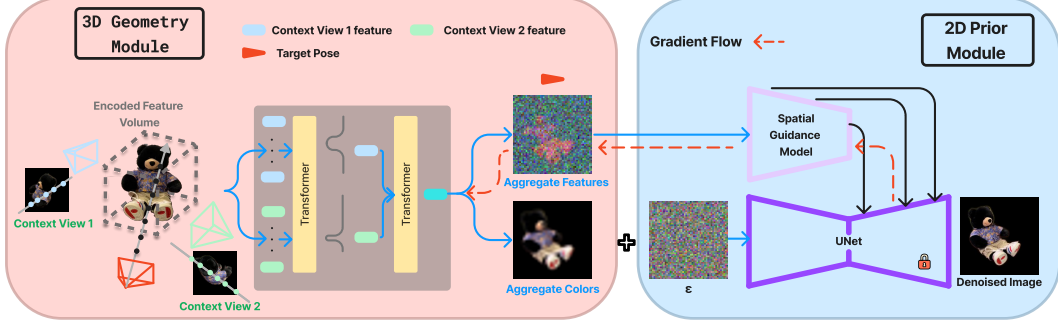 3D Geometry
Module
Context View 1 feature
Context View 2 feature
Target Pose
Encoded Feature
Volume
Context View 1
Context View 2
Transformer
Transformer
Aggregate Features
Aggregate Colors
Gradient Flow
2D Prior
Module
Spatial
Guidance
Model
+
ε
UNet
Denoised Image